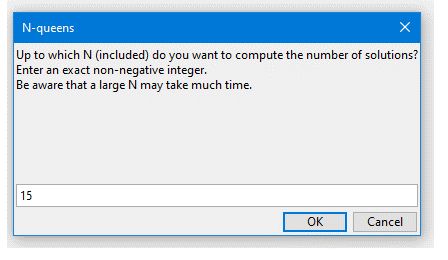 N-queens
Up to which N (included) do you want to compute the number of solutions?
Enter an exact non-negative integer.
Be aware that a large N may take much time.
15
OK Cancel